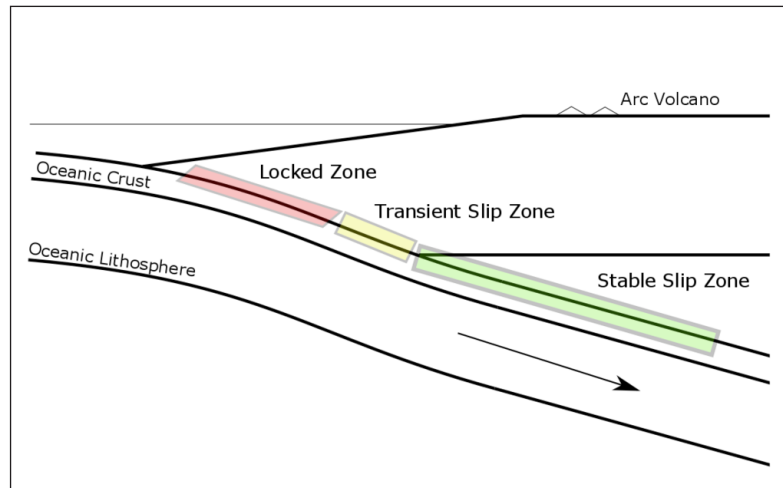 Arc Volcano
Locked Zone
Oceanic Crust
Transient Slip Zone
Oceanic Lithosphere
Stable Slip Zone